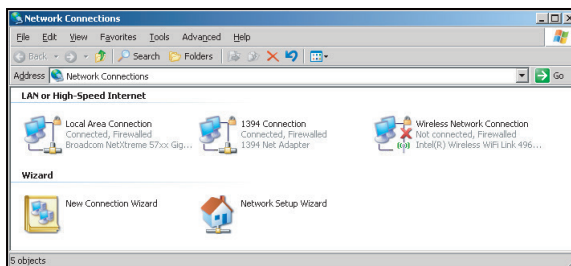 Network Connections
File Edit View Favorites Tools Advanced Help
Back Search Folders
Address Network Connections Go
LAN or High-Speed Internet
Local Area Connection
Connected, Firewalled
Broadcom NetXtreme 57xx Gig...
1394 Connection
Connected, Firewalled
1394 Net Adapter
Wireless Network Connection
Not connected, Firewalled
Intel(R) Wireless WiFi Link 496...
Wizard
New Connection Wizard
Network Setup Wizard
5 objects